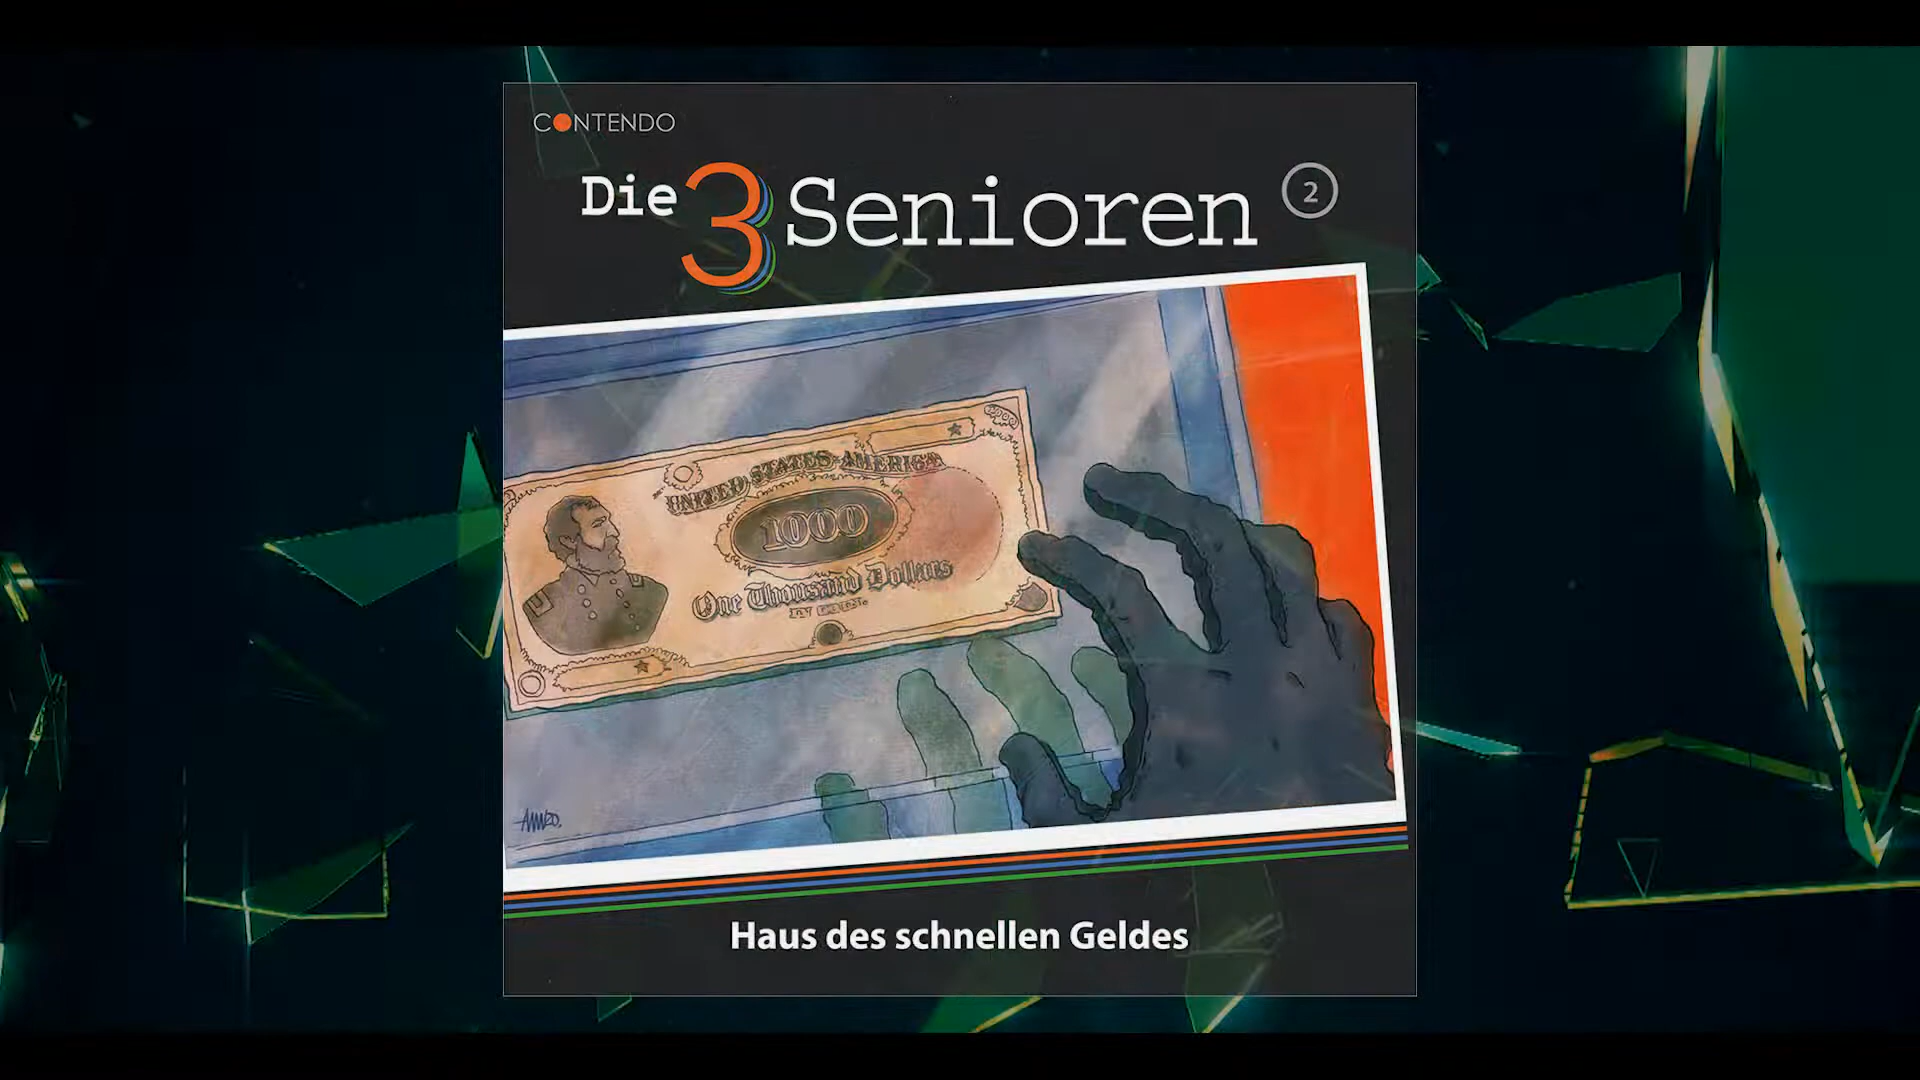 CONTENDO
Die 3 Senioren 2
UNITED STATES AMERICA
1000
One Thousand Dollars
Haus des schnellen Geldes